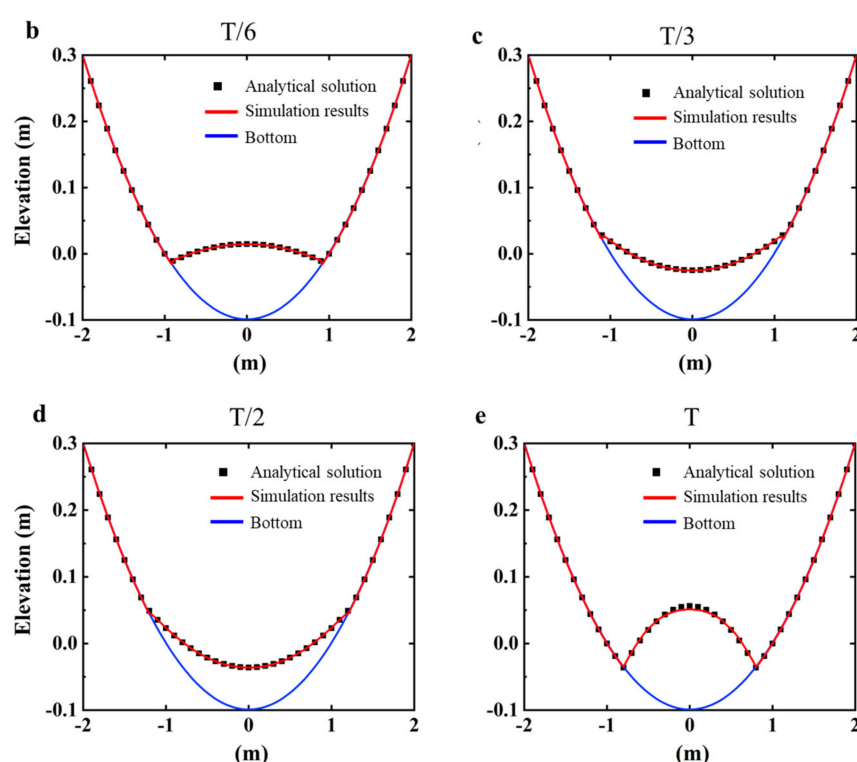 b
T/6
0.3
0.2
0.1
0.0
-0.1
Elevation (m)
Analytical solution
Simulation results
Bottom
-2 -1 0 1 2
(m)
c
T/3
0.3
0.2
0.1
0.0
-0.1
Analytical solution
Simulation results
Bottom
-2 -1 0 1 2
(m)
d
T/2
0.3
0.2
0.1
0.0
-0.1
Elevation (m)
Analytical solution
Simulation results
Bottom
-2 -1 0 1 2
(m)
e
T
0.3
0.2
0.1
0.0
-0.1
Analytical solution
Simulation results
Bottom
-2 -1 0 1 2
(m)